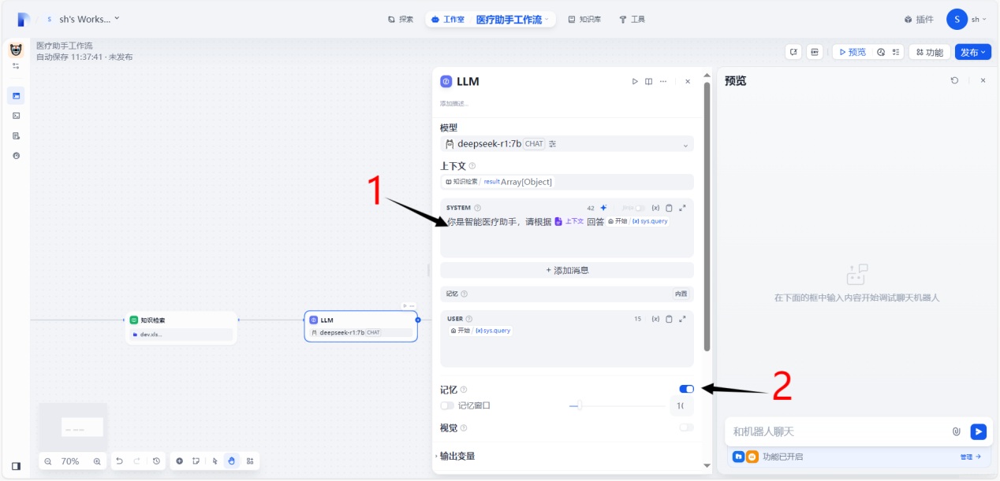 S sh's Works...
探索
工作室 医疗助手工作流
知识库
工具
插件
S sh
医疗助手工作流
自动保存 11:37:41 · 未发布
预览
功能
发布
LLM
添加描述...
模型
deepseek-r1:7b CHAT
上下文
知识检索 / result Array[Object]
SYSTEM 42 {x}
你是智能医疗助手，请根据 上下文 回答 开始 / {x} sys.query
+ 添加消息
记忆 内置
USER 15 {x}
开始 / {x} sys.query
记忆
记忆窗口
视觉
输出变量
知识检索
dev.xls...
LLM
deepseek-r1:7b CHAT
70%
预览
在下面的框中输入内容开始调试聊天机器人
和机器人聊天
功能已开启 管理 →
1
2